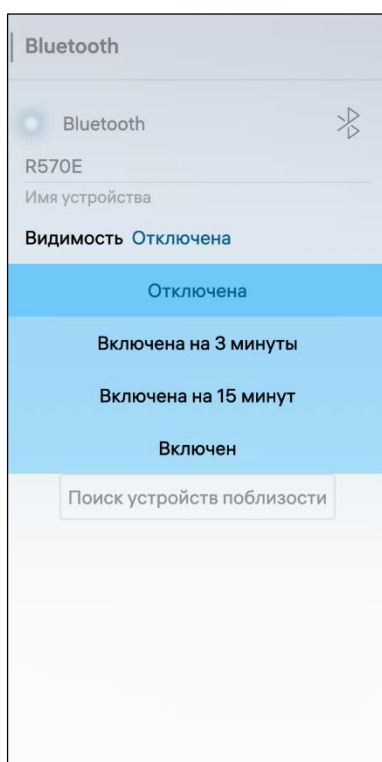 Bluetooth
Bluetooth
R570E
Имя устройства
Видимость Отключена
Отключена
Включена на 3 минуты
Включена на 15 минут
Включен
Поиск устройств поблизости